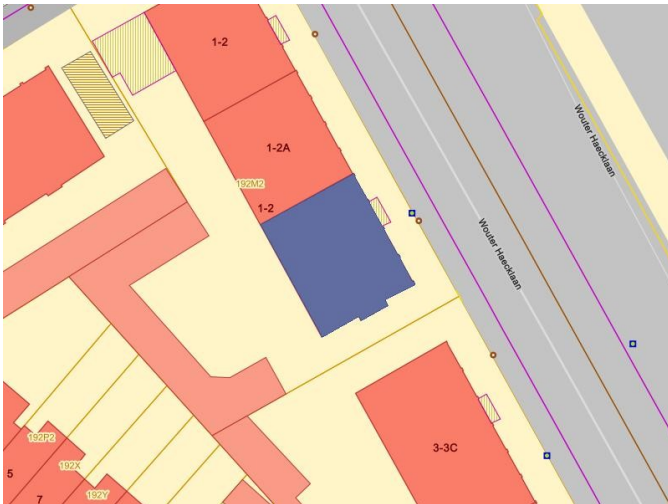 1-2
1-2A
192M2
1-2
Wouter Haecklaan
Wouter Haecklaan
3-3C
192P2
192X
192Y
5
7